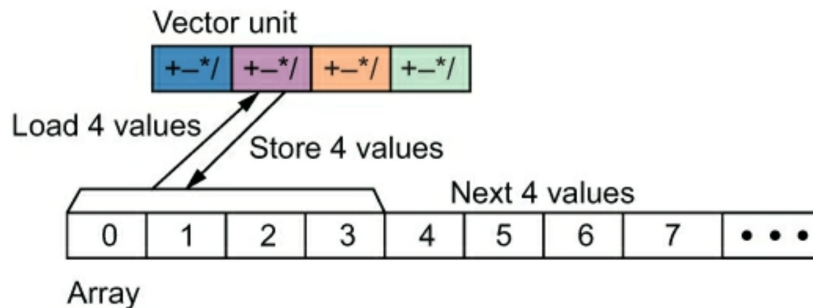 Vector unit
+–*/ +–*/ +–*/ +–*/
Load 4 values
Store 4 values
Next 4 values
0 1 2 3 4 5 6 7 • • •
Array